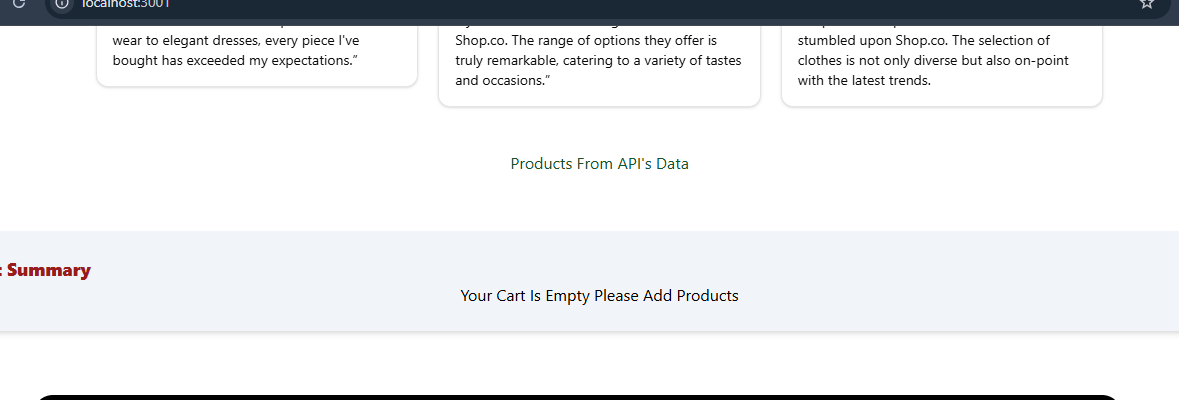 localhost:3001
wear to elegant dresses, every piece I've
bought has exceeded my expectations.”
Shop.co. The range of options they offer is
truly remarkable, catering to a variety of tastes
and occasions.”
stumbled upon Shop.co. The selection of
clothes is not only diverse but also on-point
with the latest trends.
Products From API's Data
: Summary
Your Cart Is Empty Please Add Products